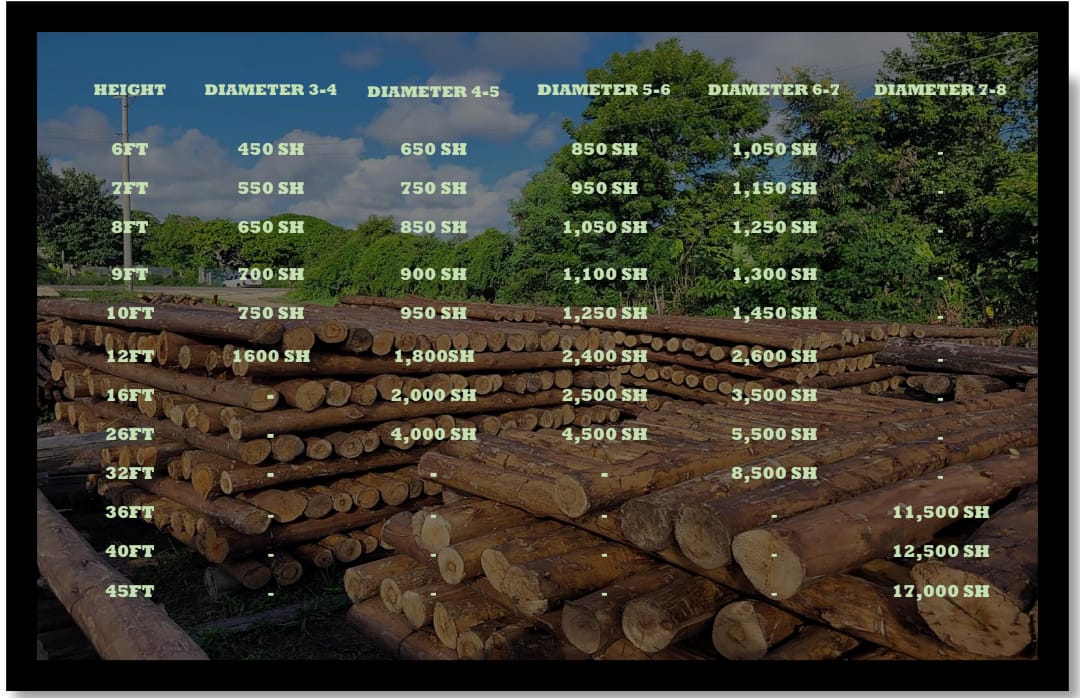 HEIGHT DIAMETER 3-4 DIAMETER 4-5 DIAMETER 5-6 DIAMETER 6-7 DIAMETER 7-8
6FT 450 SH 650 SH 850 SH 1,050 SH -
7FT 550 SH 750 SH 950 SH 1,150 SH -
8FT 650 SH 850 SH 1,050 SH 1,250 SH -
9FT 700 SH 900 SH 1,100 SH 1,300 SH -
10FT 750 SH 950 SH 1,250 SH 1,450 SH -
12FT 1600 SH 1,800SH 2,400 SH 2,600 SH -
16FT - 2,000 SH 2,500 SH 3,500 SH -
26FT - 4,000 SH 4,500 SH 5,500 SH -
32FT - - - 8,500 SH -
36FT - - - - 11,500 SH
40FT - - - - 12,500 SH
45FT - - - - 17,000 SH